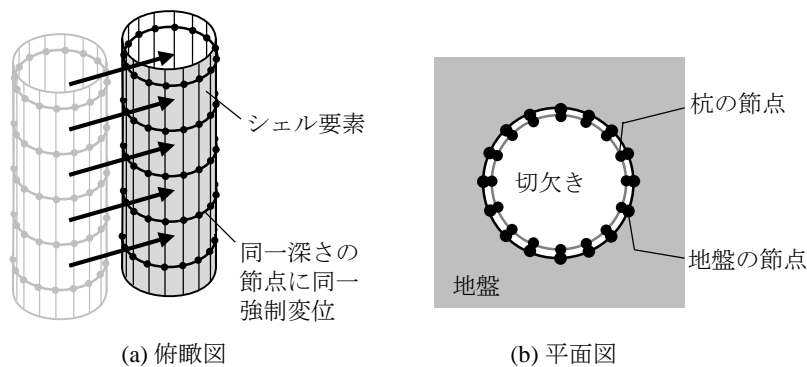 シェル要素
同一深さの
節点に同一
強制変位
(a) 俯瞰図
杭の節点
切欠き
地盤の節点
地盤
(b) 平面図